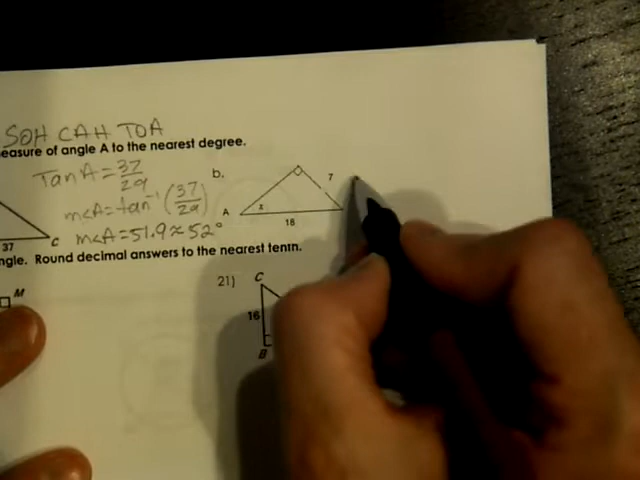 SOH CAH TOA
easure of angle A to the nearest degree.
Tan A = 37/29
b.
7
m∠A = tan⁻¹ (37/29)
A
x
18
37
C
m∠A = 51.9 ≈ 52°
ngle. Round decimal answers to the nearest tenth.
M
21)
C
16
B